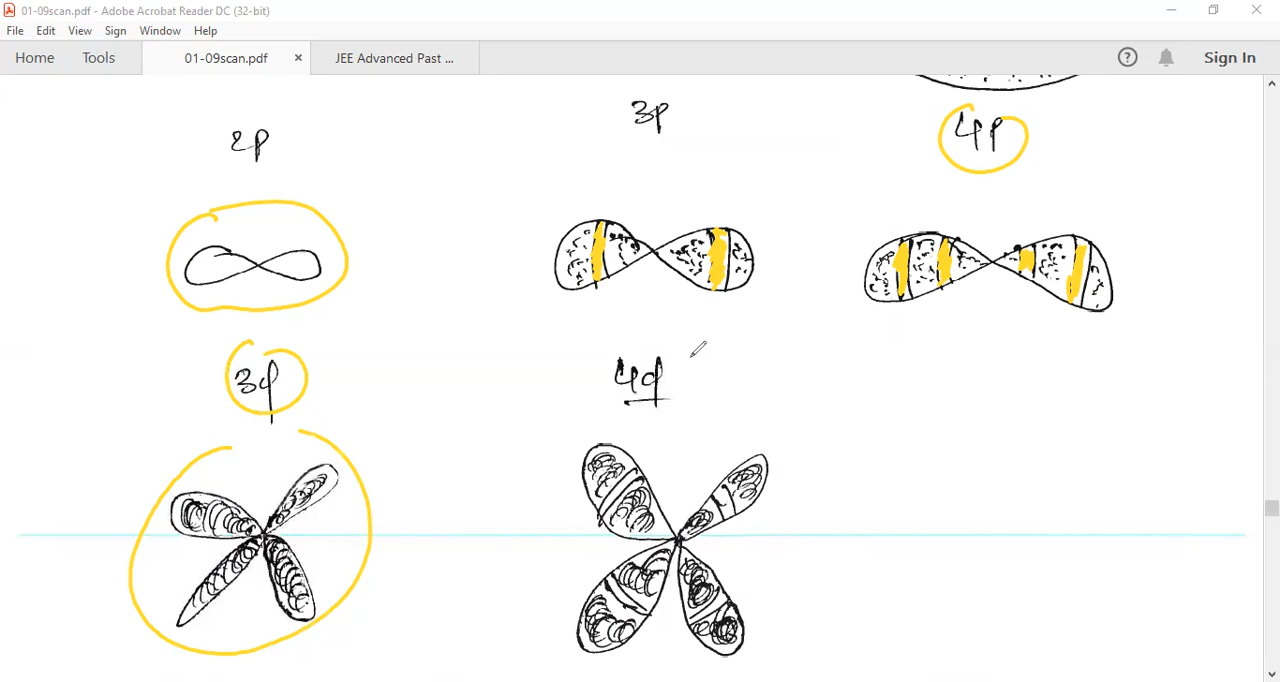 01-09scan.pdf - Adobe Acrobat Reader DC (32-bit)
File Edit View Sign Window Help
Home Tools 01-09scan.pdf × JEE Advanced Past ... Sign In
2p 3p 4p
3d 4d